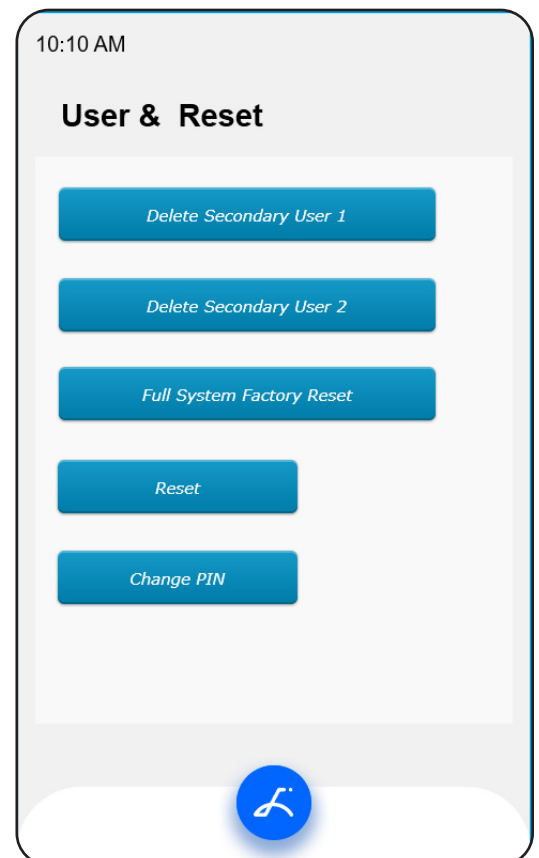 10:10 AM
User & Reset
Delete Secondary User 1
Delete Secondary User 2
Full System Factory Reset
Reset
Change PIN